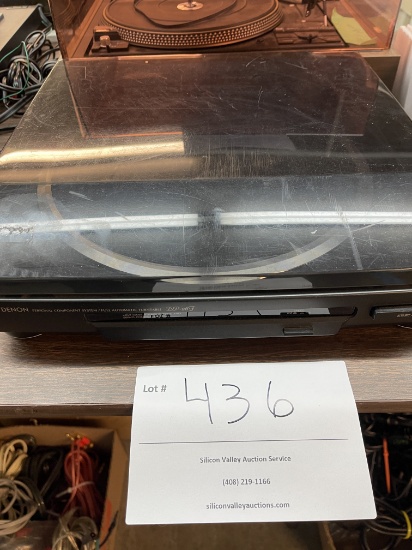 DENON
Lot # 436
Silicon Valley Auction Service
(408) 219-1166
siliconvalleyauctions.com